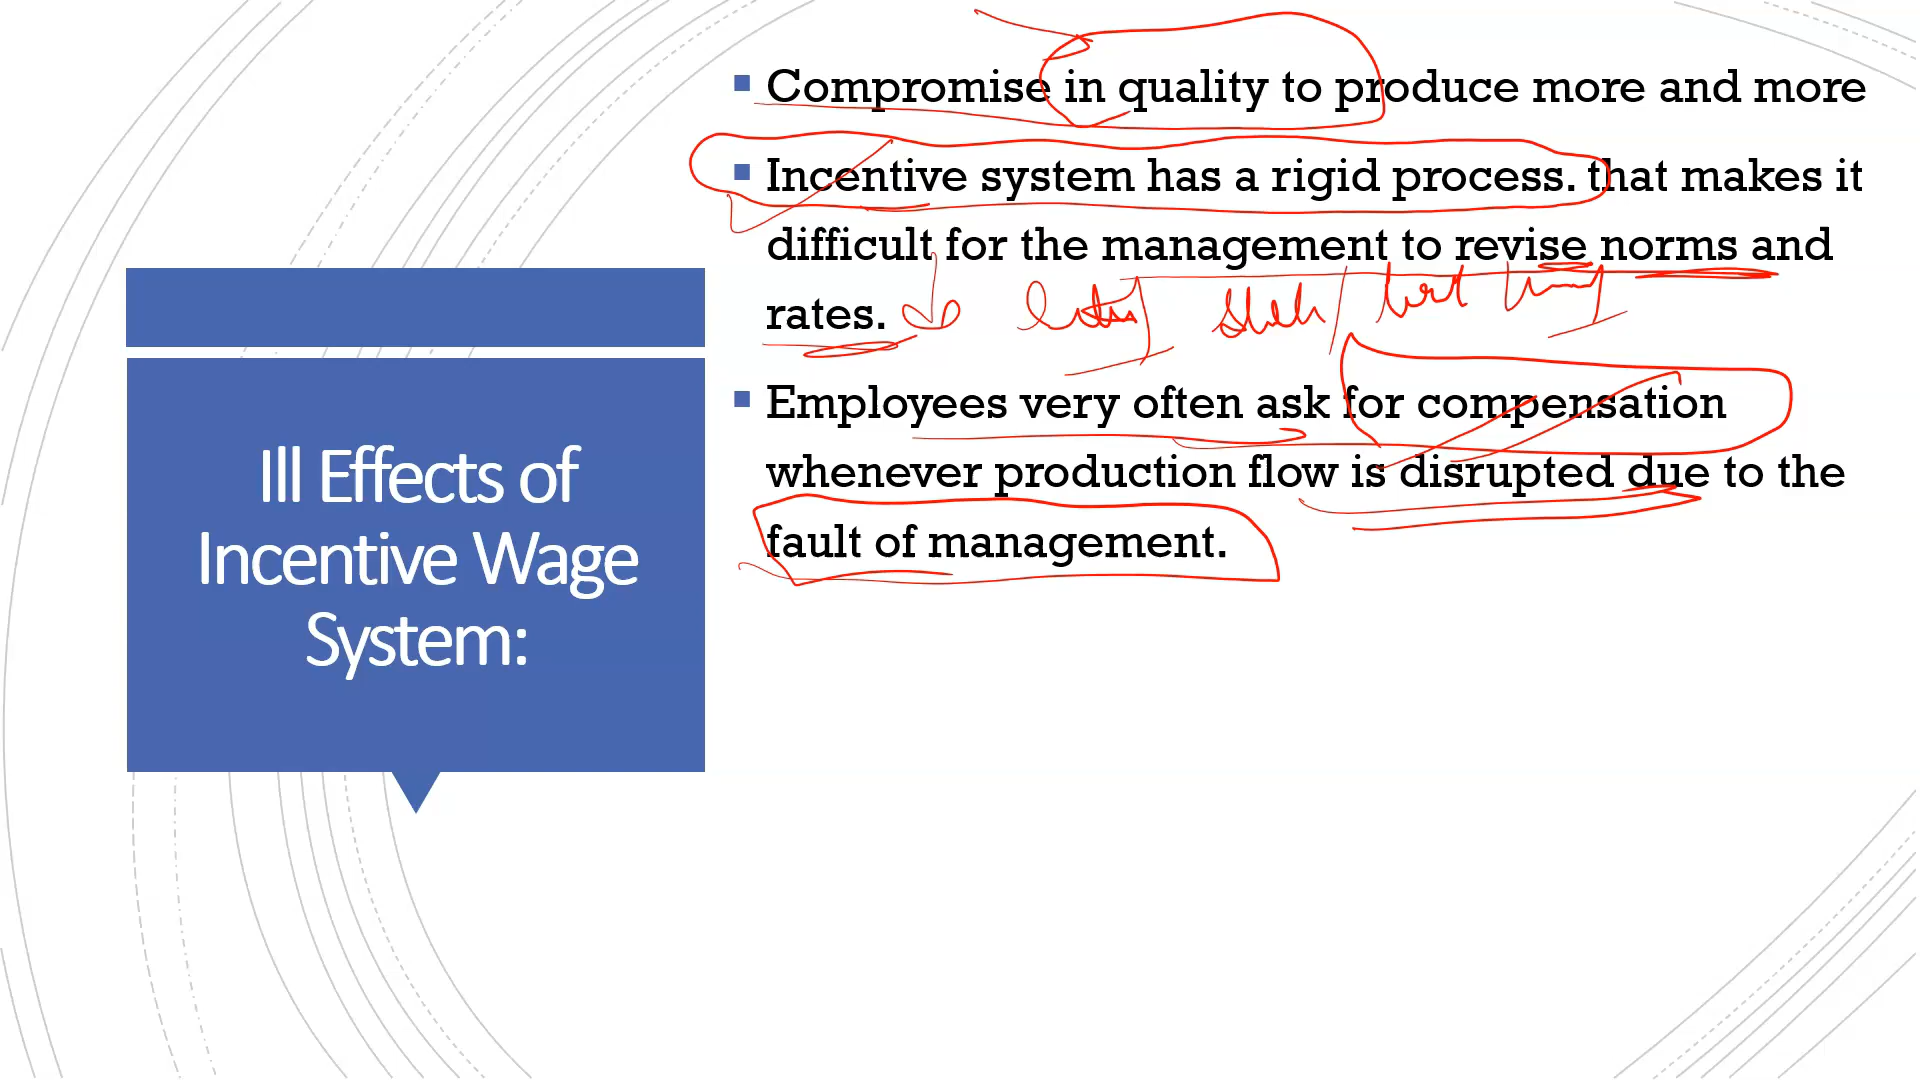 Ill Effects of
Incentive Wage
System:
Compromise in quality to produce more and more
Incentive system has a rigid process. that makes it
difficult for the management to revise norms and
rates.
Employees very often ask for compensation
whenever production flow is disrupted due to the
fault of management.